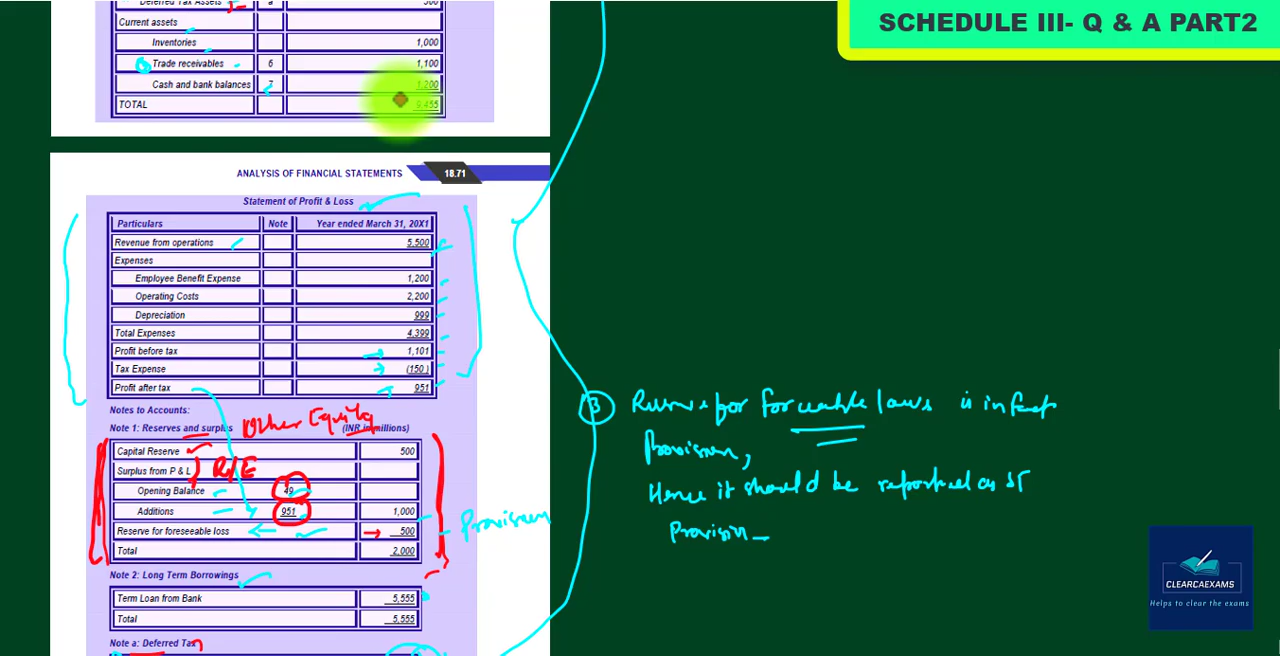 SCHEDULE III- Q & A PART2
Deferred Tax Assets a 500
Current assets
Inventories 1,000
Trade receivables 6 1,100
Cash and bank balances 7 1,200
TOTAL 9,455
ANALYSIS OF FINANCIAL STATEMENTS 18.71
Statement of Profit & Loss
Particulars Note Year ended March 31, 20X1
Revenue from operations 5,500
Expenses
Employee Benefit Expense 1,200
Operating Costs 2,200
Depreciation 999
Total Expenses 4,399
Profit before tax 1,101
Tax Expense (150)
Profit after tax 951
Notes to Accounts:
Note 1: Reserves and surplus (INR in millions)
Other Equity
Capital Reserve 500
Surplus from P & L R/E
Opening Balance 49
Additions 951 1,000
Reserve for foreseeable loss 500
Provision
Total 2,000
Note 2: Long Term Borrowings
Term Loan from Bank 5,555
Total 5,555
Note a: Deferred Tax
3 Reserve for is in fact
Provision,
Hence it should be reported as ST
Provision
CLEARCAEXAMS
Helps to clear the exams